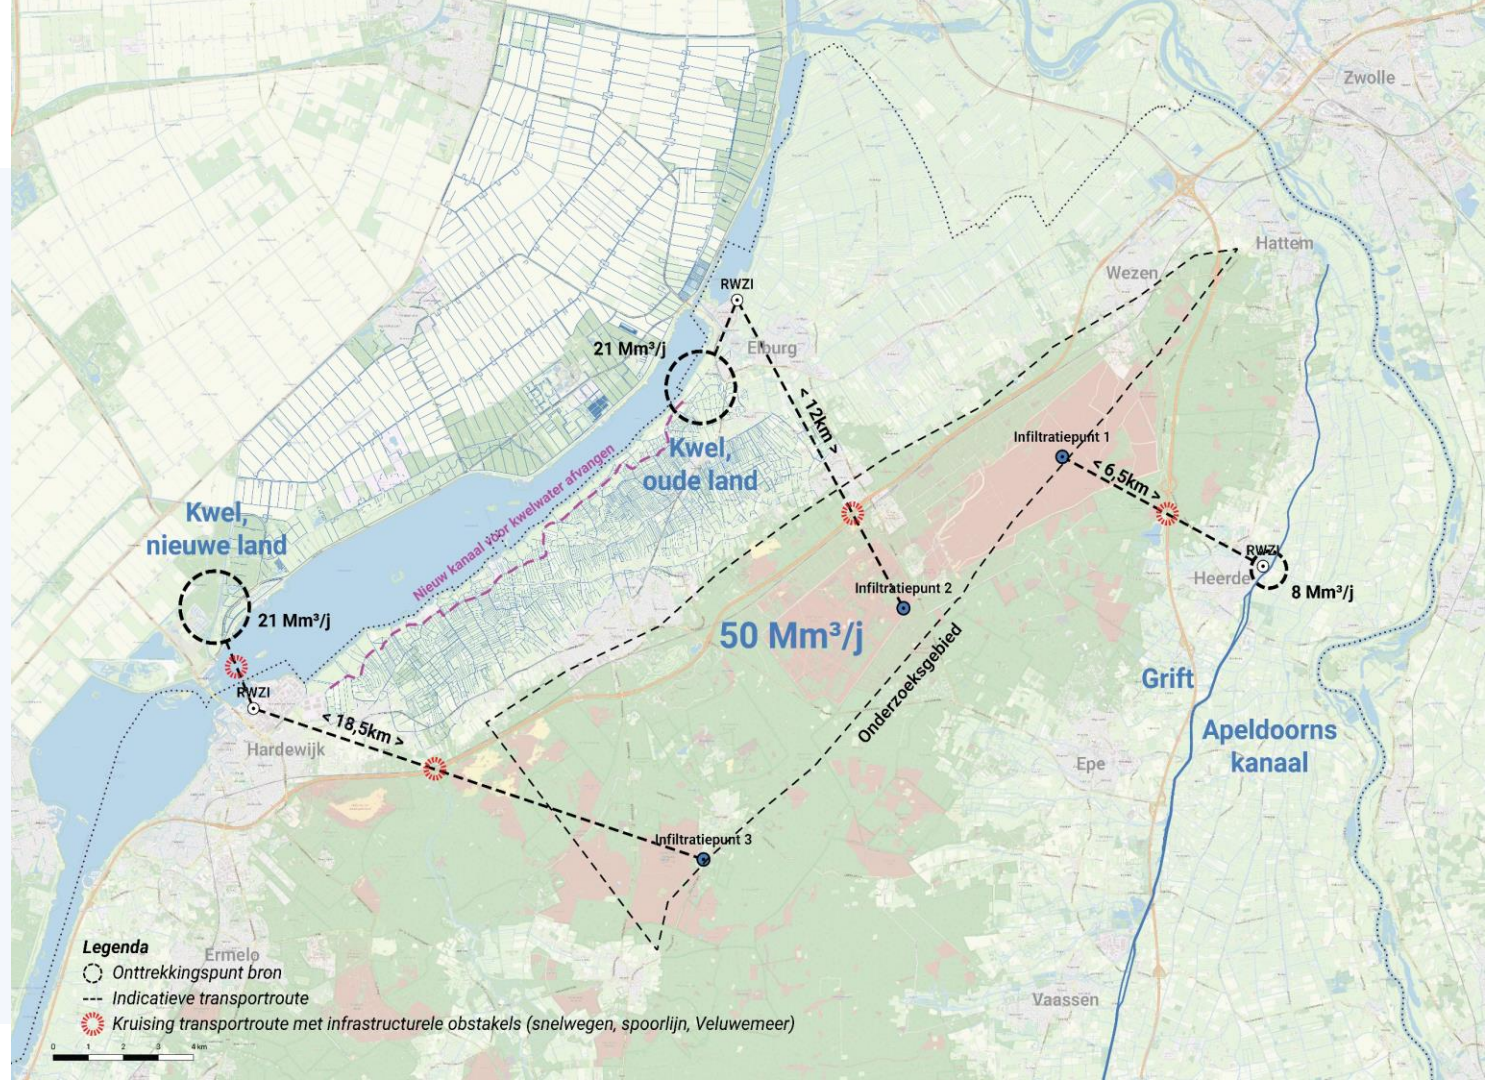 Zwolle
Hattem
Wezen
RWZI
21 Mm³/j
Elburg
< 12km >
Kwel,
oude land
Infiltratiepunt 1
< 6,5km >
Nieuw kanaal voor kwelwater afvangen
Kwel,
nieuwe land
RWZI
Heerde
8 Mm³/j
Infiltratiepunt 2
21 Mm³/j
50 Mm³/j
Onderzoeksgebied
Grift
RWZI
< 18,5km >
Hardewijk
Apeldoorns
kanaal
Epe
Infiltratiepunt 3
Ermelo
Vaassen
Legenda
Onttrekkingspunt bron
Indicatieve transportroute
Kruising transportroute met infrastructurele obstakels (snelwegen, spoorlijn, Veluwemeer)
0 1 2 3 4 km